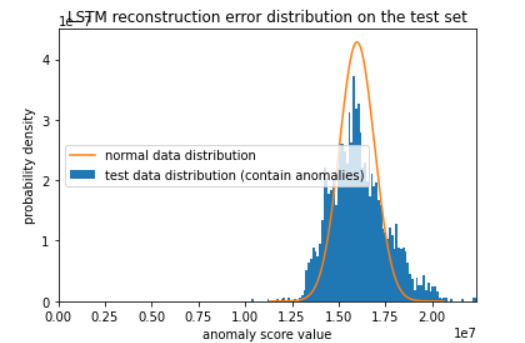 LSTM reconstruction error distribution on the test set
1e-7
4
3
2
1
0
probability density
normal data distribution
test data distribution (contain anomalies)
0.00 0.25 0.50 0.75 1.00 1.25 1.50 1.75 2.00
anomaly score value
1e7